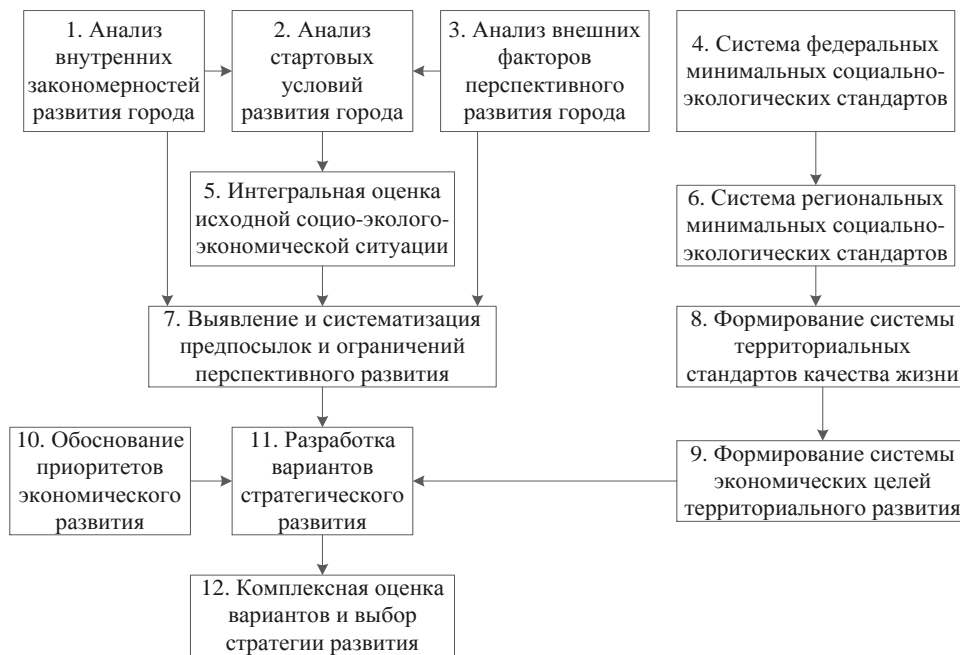 1. Анализ
внутренних
закономерностей
развития города
2. Анализ
стартовых
условий
развития города
3. Анализ внешних
факторов
перспективного
развития города
4. Система федеральных
минимальных социально-
экологических стандартов
5. Интегральная оценка
исходной социо-эколого-
экономической ситуации
6. Система региональных
минимальных социально-
экологических стандартов
7. Выявление и систематизация
предпосылок и ограничений
перспективного развития
8. Формирование системы
территориальных
стандартов качества жизни
10. Обоснование
приоритетов
экономического
развития
11. Разработка
вариантов
стратегического
развития
9. Формирование системы
экономических целей
территориального развития
12. Комплексная оценка
вариантов и выбор
стратегии развития